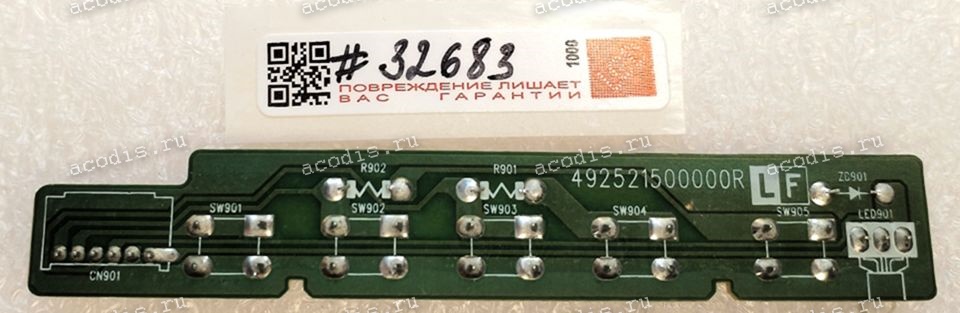 #32683
1000
ПОВРЕЖДЕНИЕ ЛИШАЕТ
ВАС ГАРАНТИИ
R902
R901
492521500000R
LF
ZD901
SW901
SW902
SW903
SW904
SW905
LED901
CN901
acodis.ru